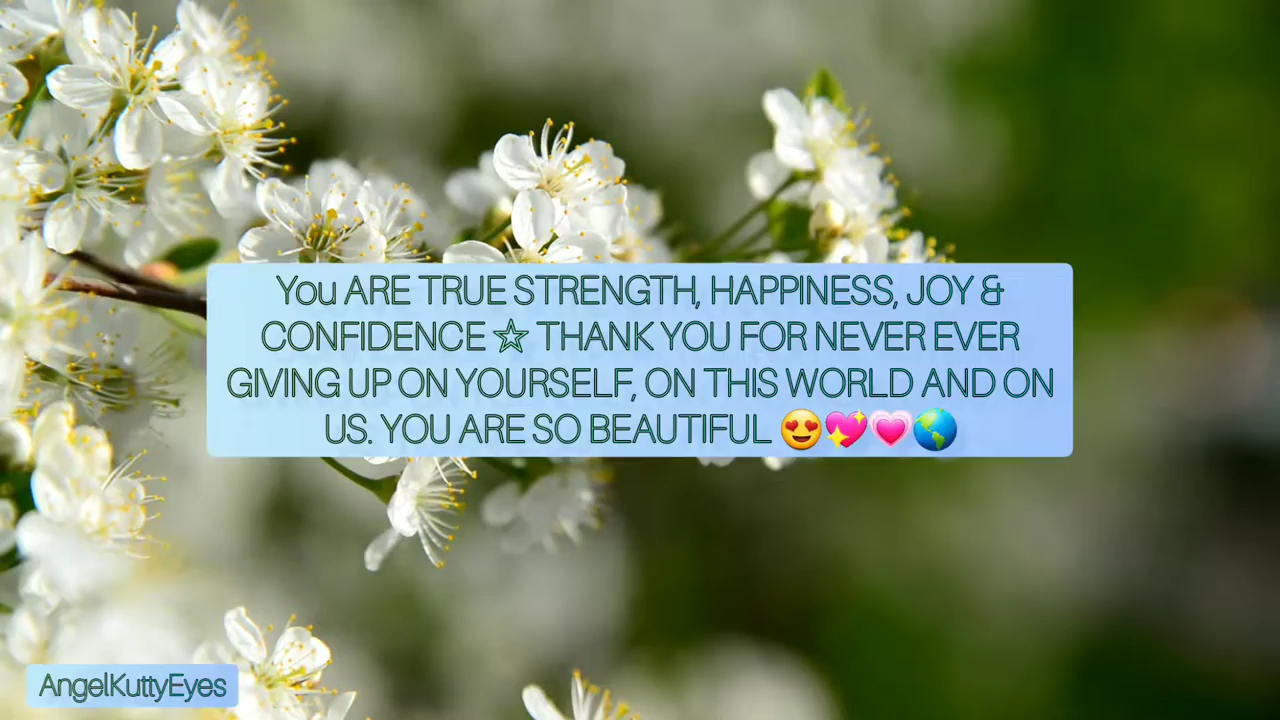 You ARE TRUE STRENGTH, HAPPINESS, JOY &
CONFIDENCE ☆ THANK YOU FOR NEVER EVER
GIVING UP ON YOURSELF, ON THIS WORLD AND ON
US. YOU ARE SO BEAUTIFUL 😍💖💗🌎
AngelKuttyEyes